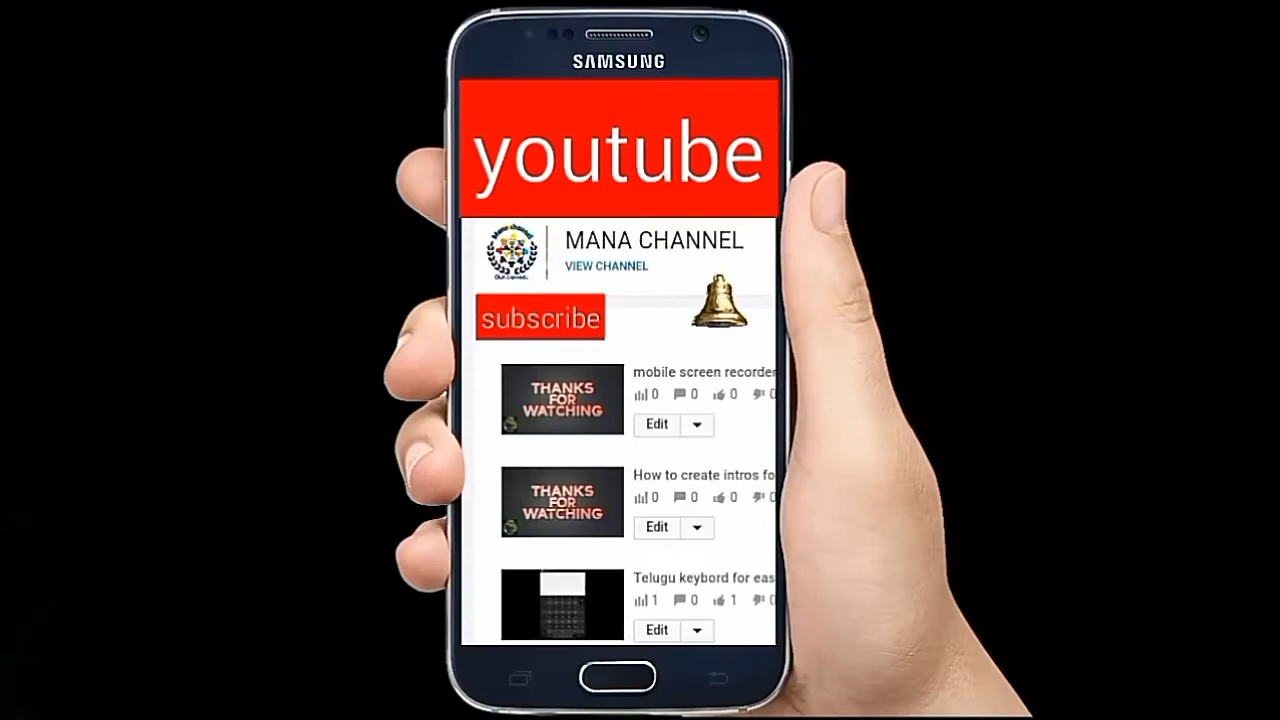 SAMSUNG
youtube
Mana channel
MANA CHANNEL
VIEW CHANNEL
subscribe
THANKS
FOR
WATCHING
mobile screen recorder
0 0 0 0
Edit
THANKS
FOR
WATCHING
How to create intros fo
0 0 0 0
Edit
Telugu keybord for eas
1 0 1 0
Edit